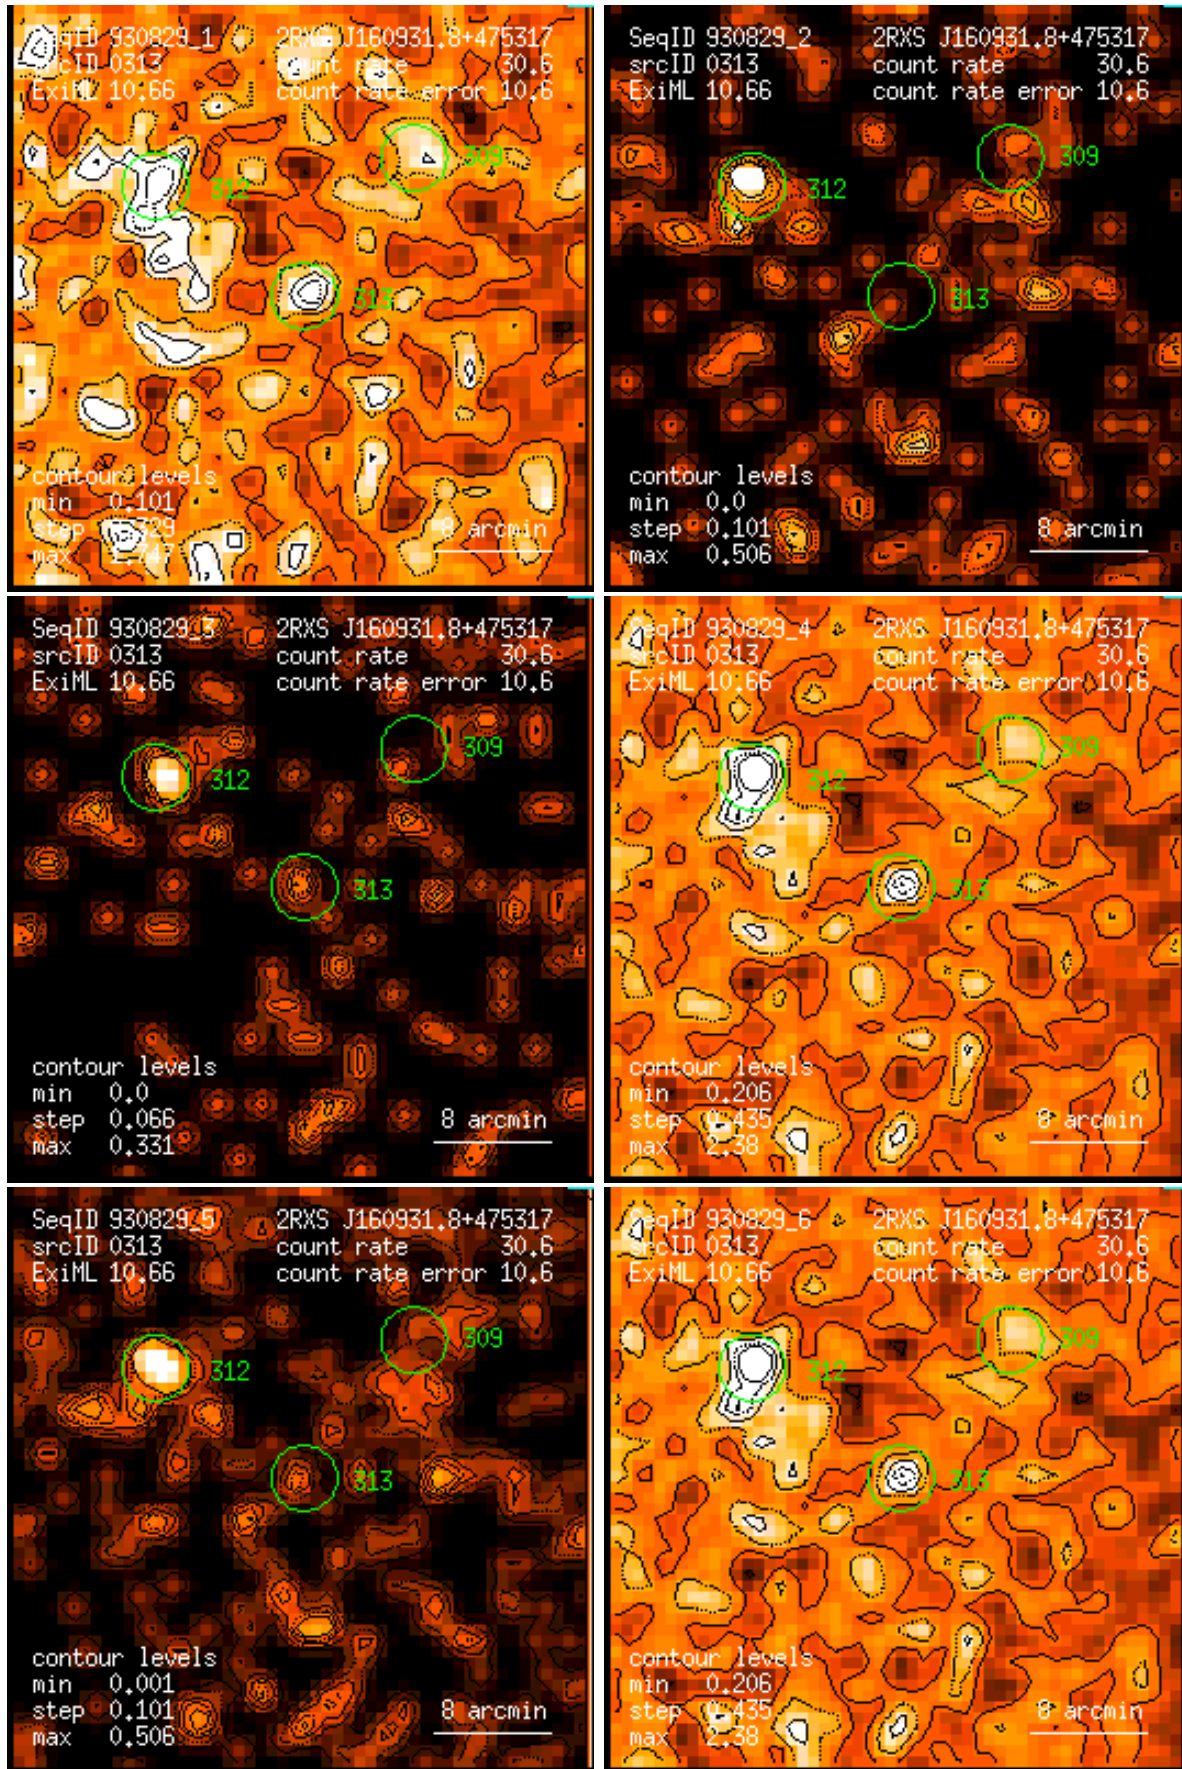 SeqID 930829_1 2RXS J160931.8+475317
srcID 0313 count rate 30.6
ExiML 10.66 count rate error 10.6
309
312
313
contour levels
min 0.101
step 0.329
max 1.747
8 arcmin
SeqID 930829_2 2RXS J160931.8+475317
srcID 0313 count rate 30.6
ExiML 10.66 count rate error 10.6
309
312
313
contour levels
min 0.0
step 0.101
max 0.506
8 arcmin
SeqID 930829_3 2RXS J160931.8+475317
srcID 0313 count rate 30.6
ExiML 10.66 count rate error 10.6
309
312
313
contour levels
min 0.0
step 0.066
max 0.331
8 arcmin
SeqID 930829_4 2RXS J160931.8+475317
srcID 0313 count rate 30.6
ExiML 10.66 count rate error 10.6
309
312
313
contour levels
min 0.206
step 0.435
max 2.38
8 arcmin
SeqID 930829_5 2RXS J160931.8+475317
srcID 0313 count rate 30.6
ExiML 10.66 count rate error 10.6
309
312
313
contour levels
min 0.001
step 0.101
max 0.506
8 arcmin
SeqID 930829_6 2RXS J160931.8+475317
srcID 0313 count rate 30.6
ExiML 10.66 count rate error 10.6
309
312
313
contour levels
min 0.206
step 0.435
max 2.38
8 arcmin